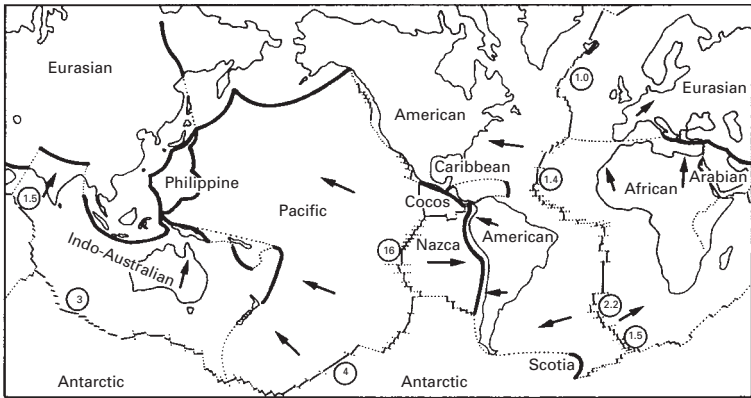 Eurasian
1.0
Eurasian
American
Caribbean
1.4
African
Arabian
1.5
Philippine
Pacific
Cocos
Indo-Australian
16
Nazca
American
3
2.2
1.5
4
Scotia
Antarctic
Antarctic